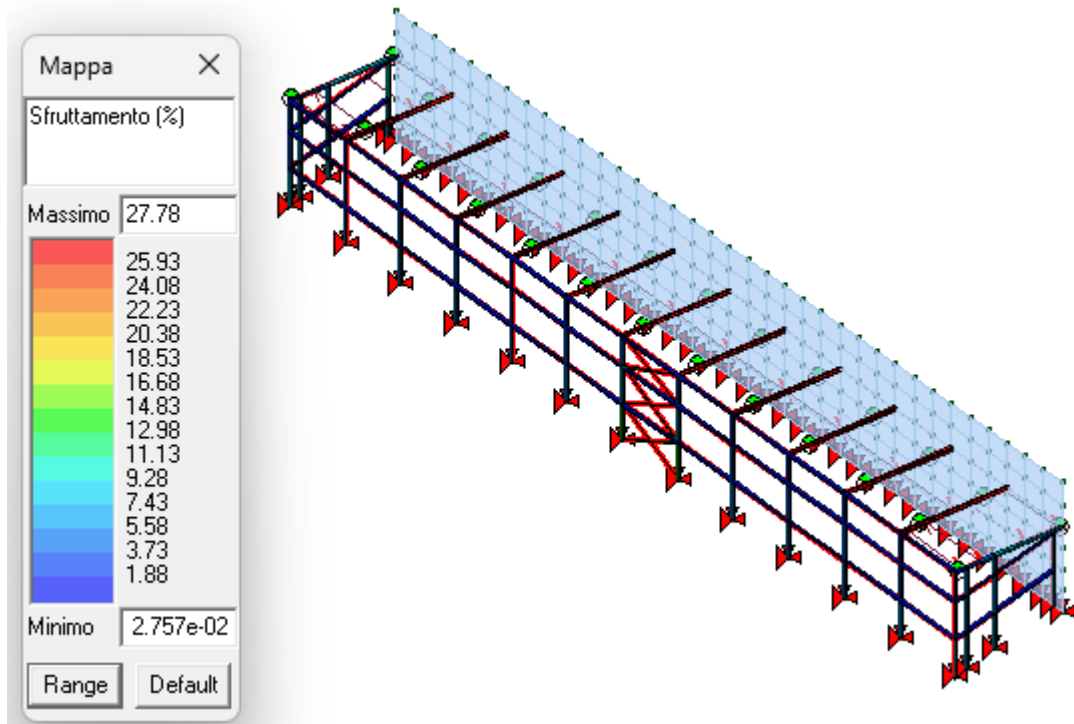 Mappa
Sfruttamento (%)
Massimo 27.78
25.93
24.08
22.23
20.38
18.53
16.68
14.83
12.98
11.13
9.28
7.43
5.58
3.73
1.88
Minimo 2.757e-02
Range Default